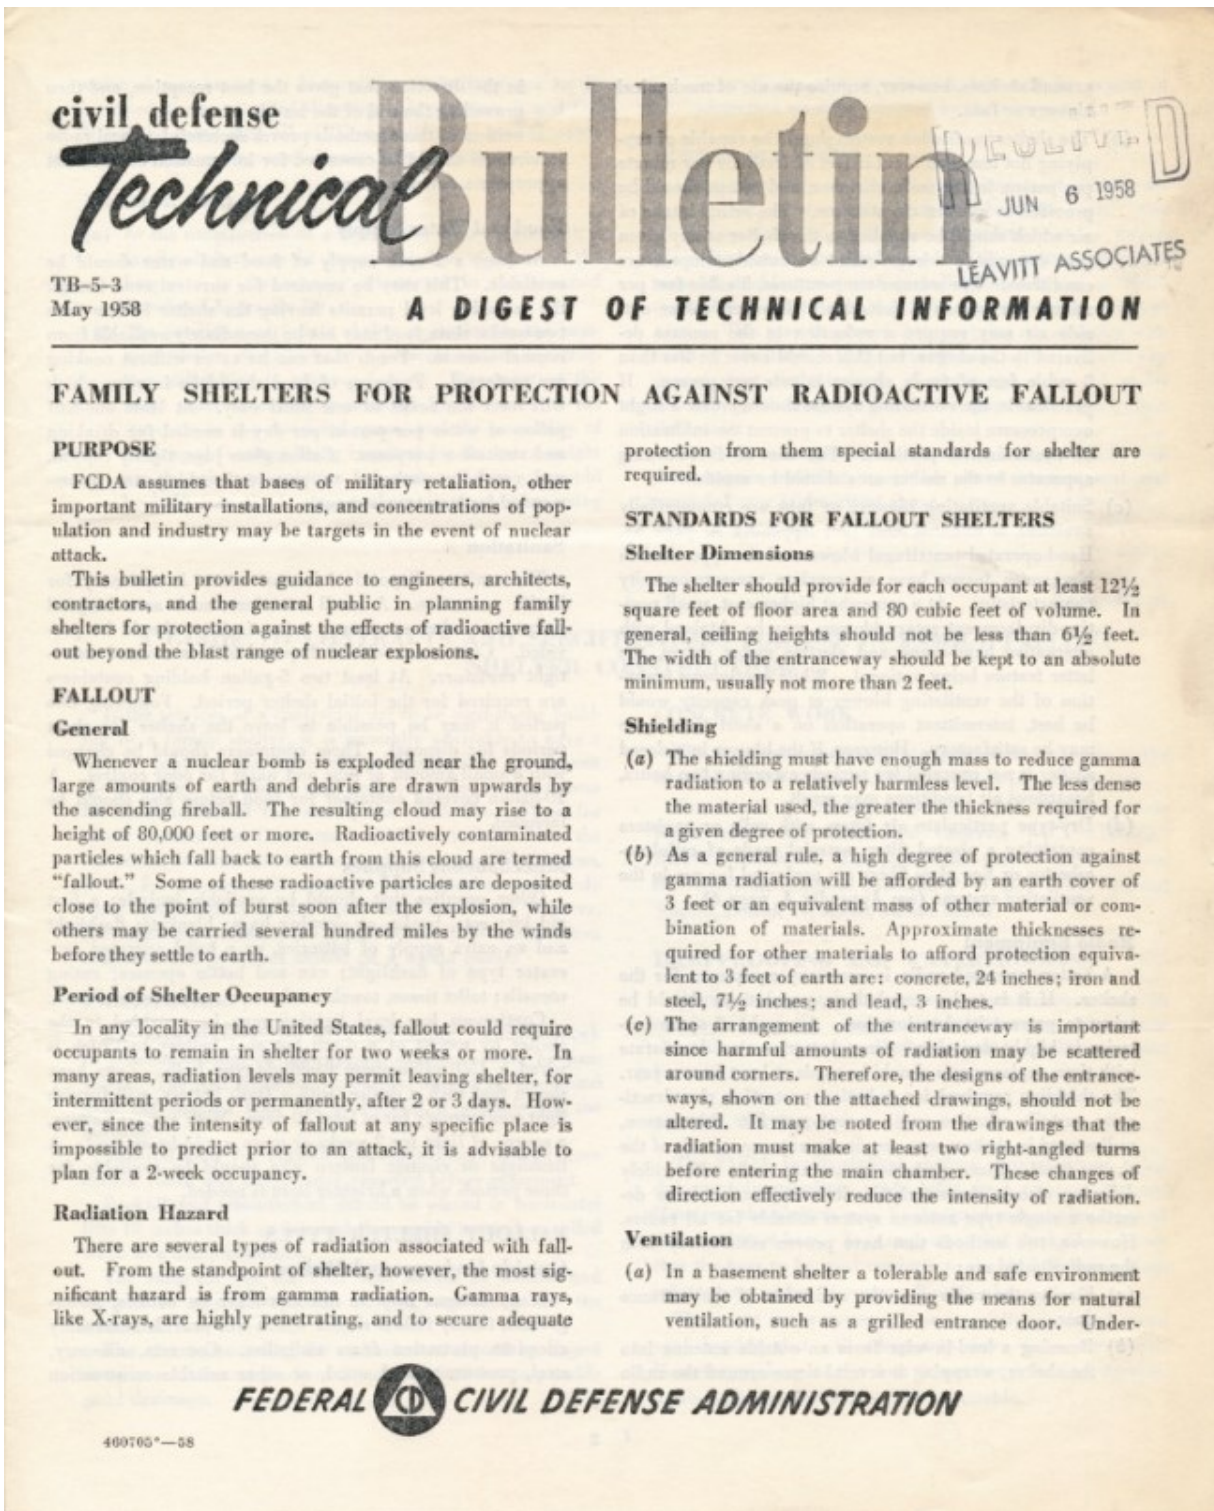 civil defense
Technical Bulletin
RECEIVED
JUN 6 1958
LEAVITT ASSOCIATES
TB-5-3
May 1958
A DIGEST OF TECHNICAL INFORMATION
FAMILY SHELTERS FOR PROTECTION AGAINST RADIOACTIVE FALLOUT
PURPOSE
FCDA assumes that bases of military retaliation, other
important military installations, and concentrations of pop-
ulation and industry may be targets in the event of nuclear
attack.
This bulletin provides guidance to engineers, architects,
contractors, and the general public in planning family
shelters for protection against the effects of radioactive fall-
out beyond the blast range of nuclear explosions.
FALLOUT
General
Whenever a nuclear bomb is exploded near the ground,
large amounts of earth and debris are drawn upwards by
the ascending fireball. The resulting cloud may rise to a
height of 80,000 feet or more. Radioactively contaminated
particles which fall back to earth from this cloud are termed
"fallout." Some of these radioactive particles are deposited
close to the point of burst soon after the explosion, while
others may be carried several hundred miles by the winds
before they settle to earth.
Period of Shelter Occupancy
In any locality in the United States, fallout could require
occupants to remain in shelter for two weeks or more. In
many areas, radiation levels may permit leaving shelter, for
intermittent periods or permanently, after 2 or 3 days. How-
ever, since the intensity of fallout at any specific place is
impossible to predict prior to an attack, it is advisable to
plan for a 2-week occupancy.
Radiation Hazard
There are several types of radiation associated with fall-
out. From the standpoint of shelter, however, the most sig-
nificant hazard is from gamma radiation. Gamma rays,
like X-rays, are highly penetrating, and to secure adequate
protection from them special standards for shelter are
required.
STANDARDS FOR FALLOUT SHELTERS
Shelter Dimensions
The shelter should provide for each occupant at least 12½
square feet of floor area and 80 cubic feet of volume. In
general, ceiling heights should not be less than 6½ feet.
The width of the entranceway should be kept to an absolute
minimum, usually not more than 2 feet.
Shielding
(a) The shielding must have enough mass to reduce gamma
radiation to a relatively harmless level. The less dense
the material used, the greater the thickness required for
a given degree of protection.
(b) As a general rule, a high degree of protection against
gamma radiation will be afforded by an earth cover of
3 feet or an equivalent mass of other material or com-
bination of materials. Approximate thicknesses re-
quired for other materials to afford protection equiva-
lent to 3 feet of earth are: concrete, 24 inches; iron and
steel, 7½ inches; and lead, 3 inches.
(c) The arrangement of the entranceway is important
since harmful amounts of radiation may be scattered
around corners. Therefore, the designs of the entrance-
ways, shown on the attached drawings, should not be
altered. It may be noted from the drawings that the
radiation must make at least two right-angled turns
before entering the main chamber. These changes of
direction effectively reduce the intensity of radiation.
Ventilation
(a) In a basement shelter a tolerable and safe environment
may be obtained by providing the means for natural
ventilation, such as a grilled entrance door. Under-
FEDERAL CD CIVIL DEFENSE ADMINISTRATION
460705°—58